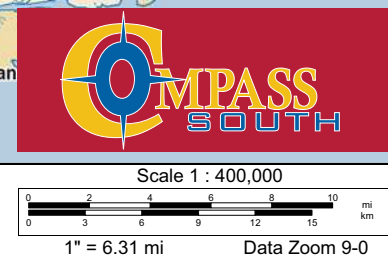 an
COMPASS
SOUTH
Scale 1 : 400,000
0 2 4 6 8 10 mi
0 3 6 9 12 15 km
1" = 6.31 mi Data Zoom 9-0